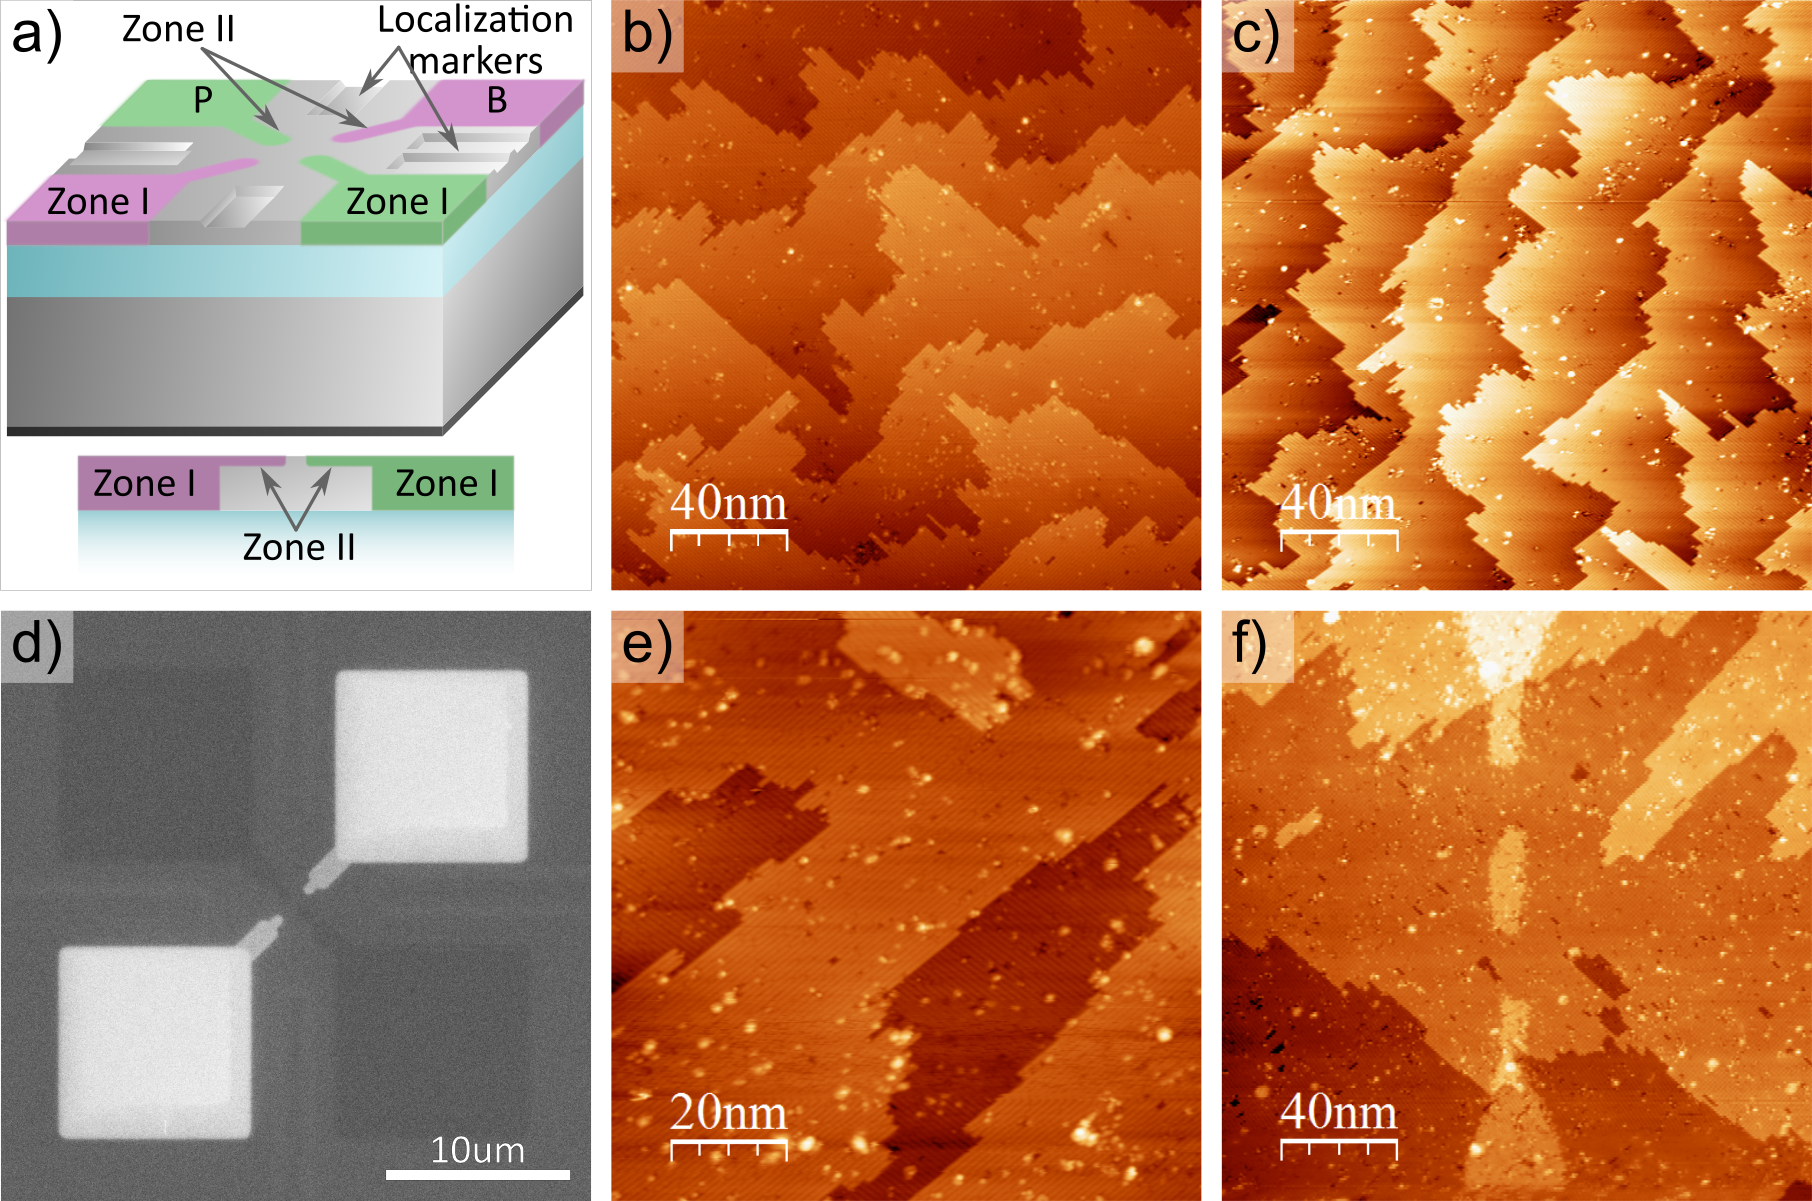 a)
Zone II
Localization
markers
P
B
Zone I
Zone I
Zone I
Zone I
Zone II
b)
40nm
c)
40nm
d)
10um
e)
20nm
f)
40nm